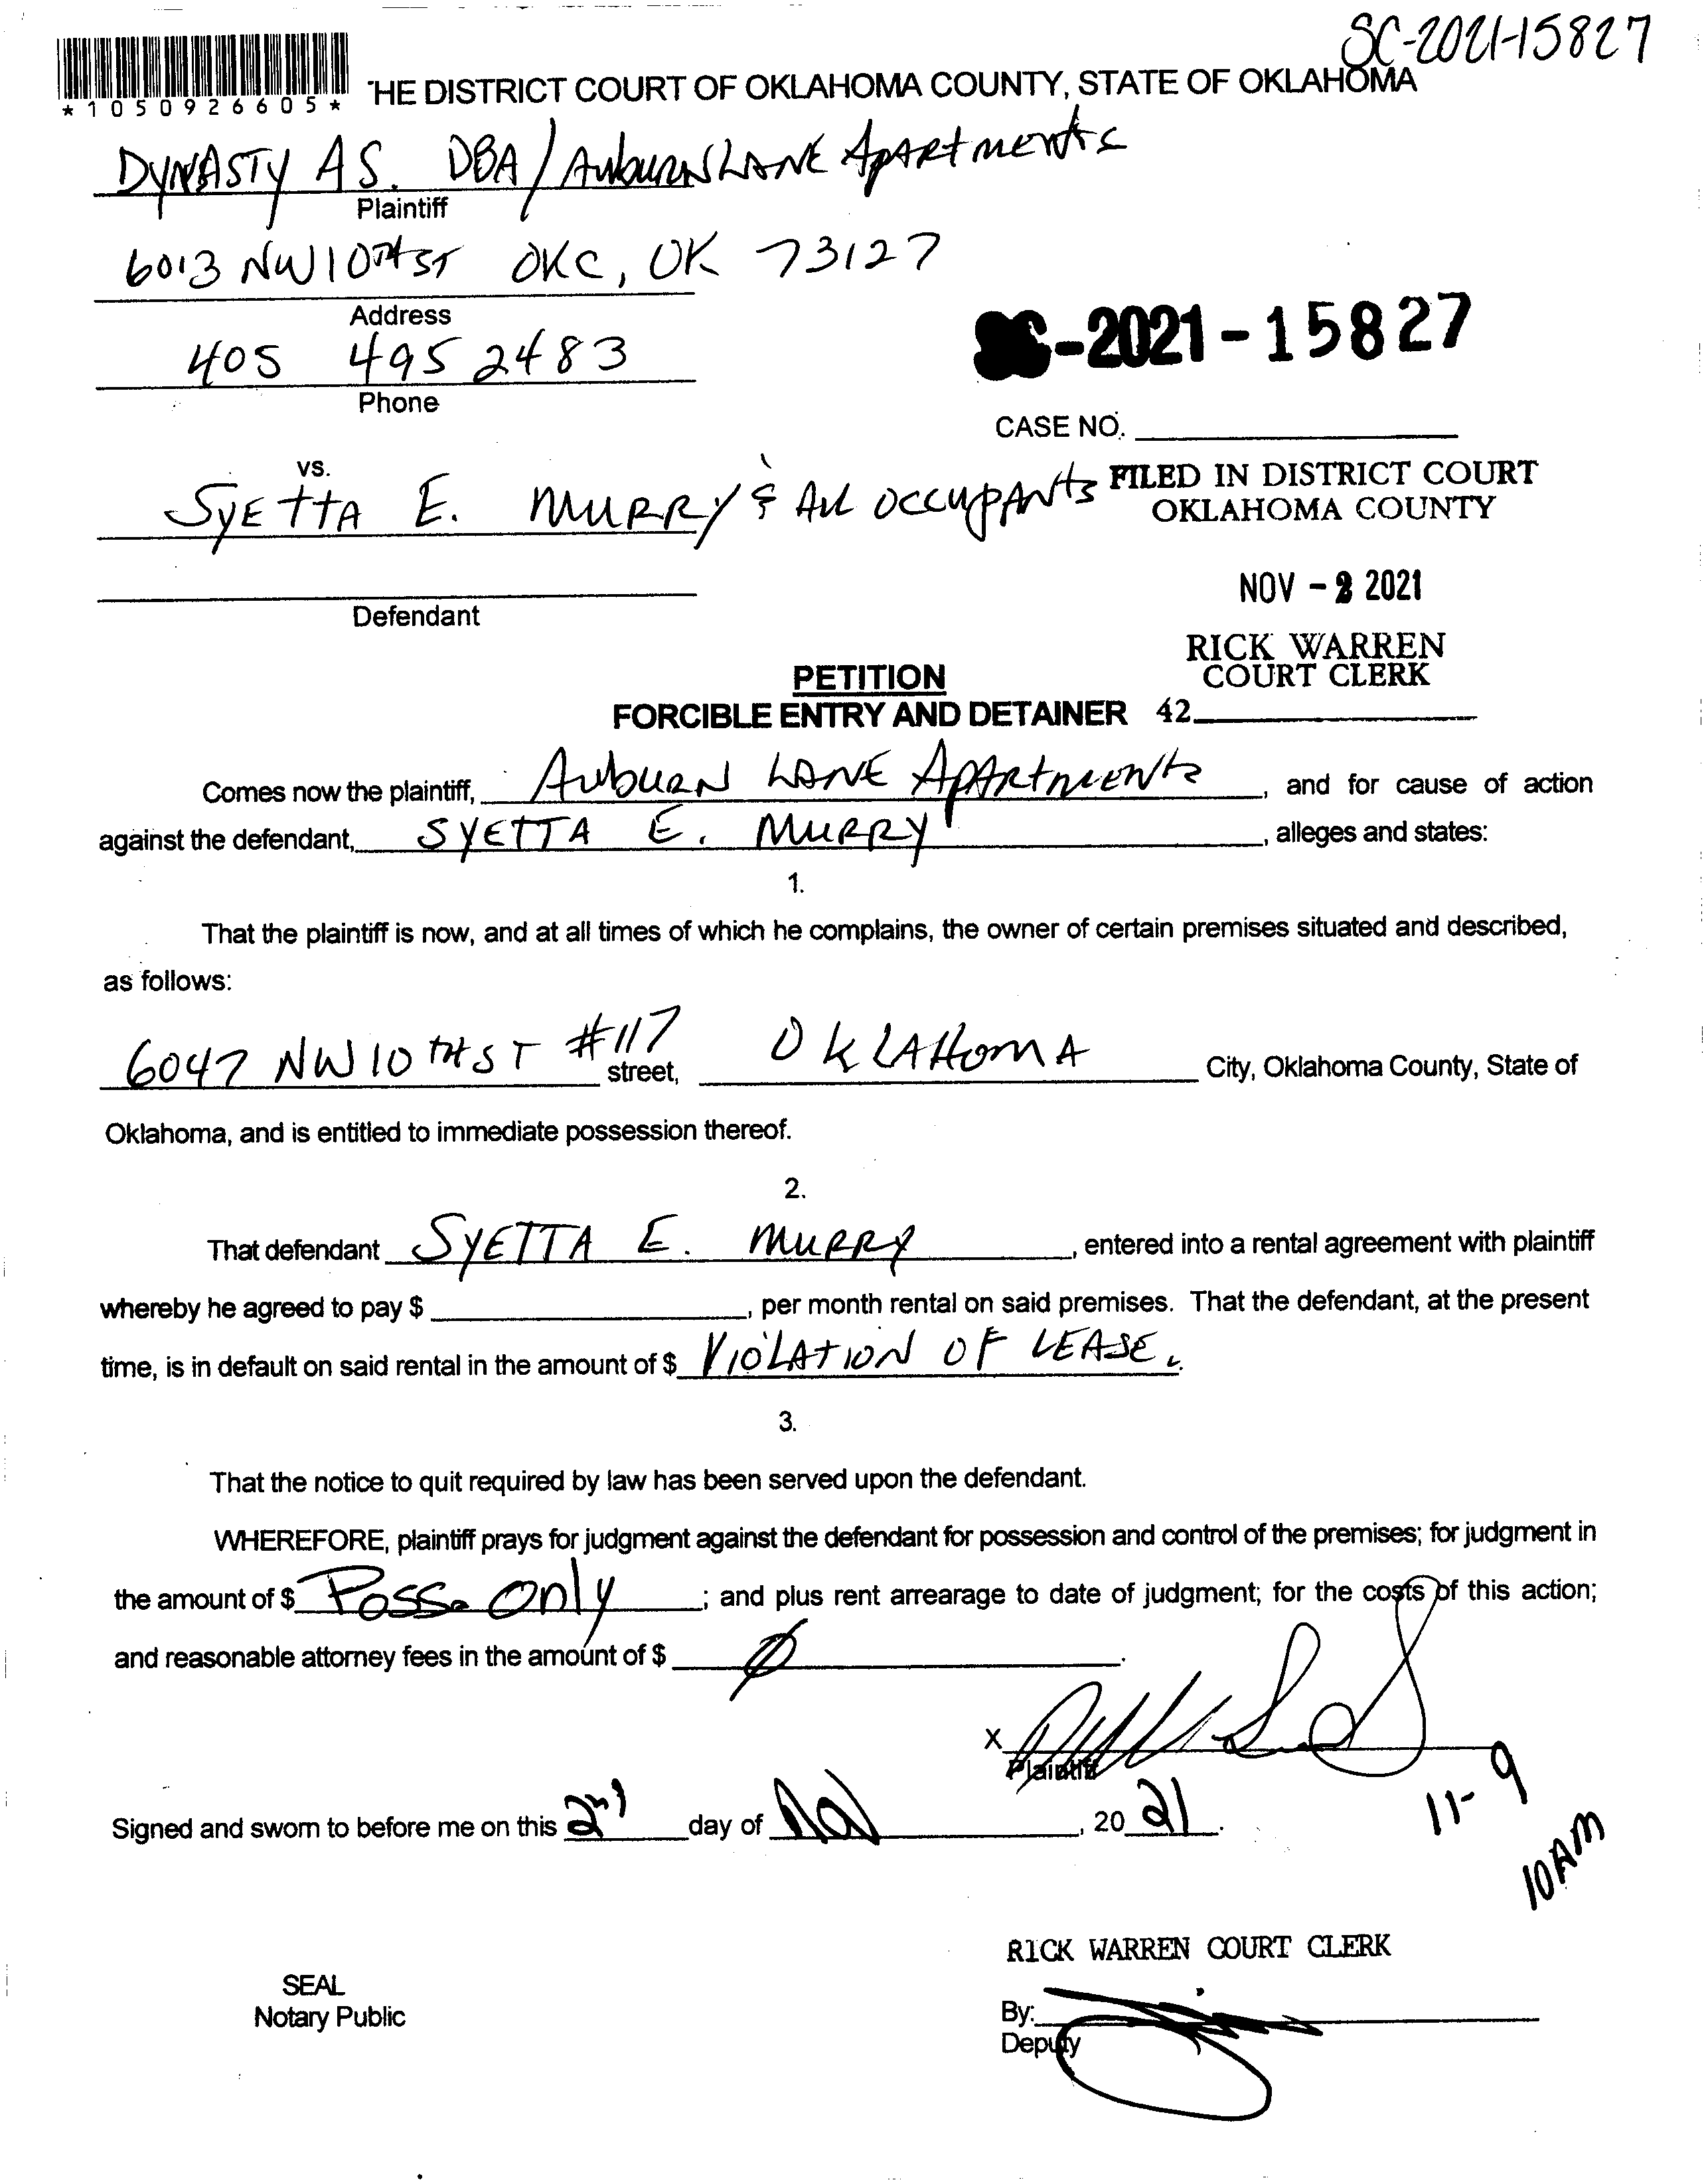 SC-2021-15827
*1050926605*
HE DISTRICT COURT OF OKLAHOMA COUNTY, STATE OF OKLAHOMA
DYNASTY AS. DBA/AuburN LANE ApARtments
Plaintiff
6013 NW 10TH ST OKC, OK 73127
Address
405 495 2483
Phone
SC-2021-15827
CASE NO.
vs.
SYEttA E. MURRY & All occupANts
Defendant
FILED IN DISTRICT COURT
OKLAHOMA COUNTY
NOV - 2 2021
RICK WARREN
COURT CLERK
42
PETITION
FORCIBLE ENTRY AND DETAINER
Comes now the plaintiff, AuburN LANE ApARtments, and for cause of action
against the defendant, SYETTA E. MURRY, alleges and states:
1.
That the plaintiff is now, and at all times of which he complains, the owner of certain premises situated and described,
as follows:
6047 NW 10 TH ST #117 street, OKLAHOMA City, Oklahoma County, State of
Oklahoma, and is entitled to immediate possession thereof.
2.
That defendant SYETTA E. MURRY, entered into a rental agreement with plaintiff
whereby he agreed to pay $, per month rental on said premises. That the defendant, at the present
time, is in default on said rental in the amount of $ VIOLATION OF LEASE.
3.
That the notice to quit required by law has been served upon the defendant.
WHEREFORE, plaintiff prays for judgment against the defendant for possession and control of the premises; for judgment in
the amount of $ Poss. Only; and plus rent arrearage to date of judgment; for the costs of this action;
and reasonable attorney fees in the amount of $ Ø.
X
Plaintiff
Signed and sworn to before me on this 2nd day of Nov, 20 21.
11-9
10AM
RICK WARREN COURT CLERK
SEAL
Notary Public
By:
Deputy